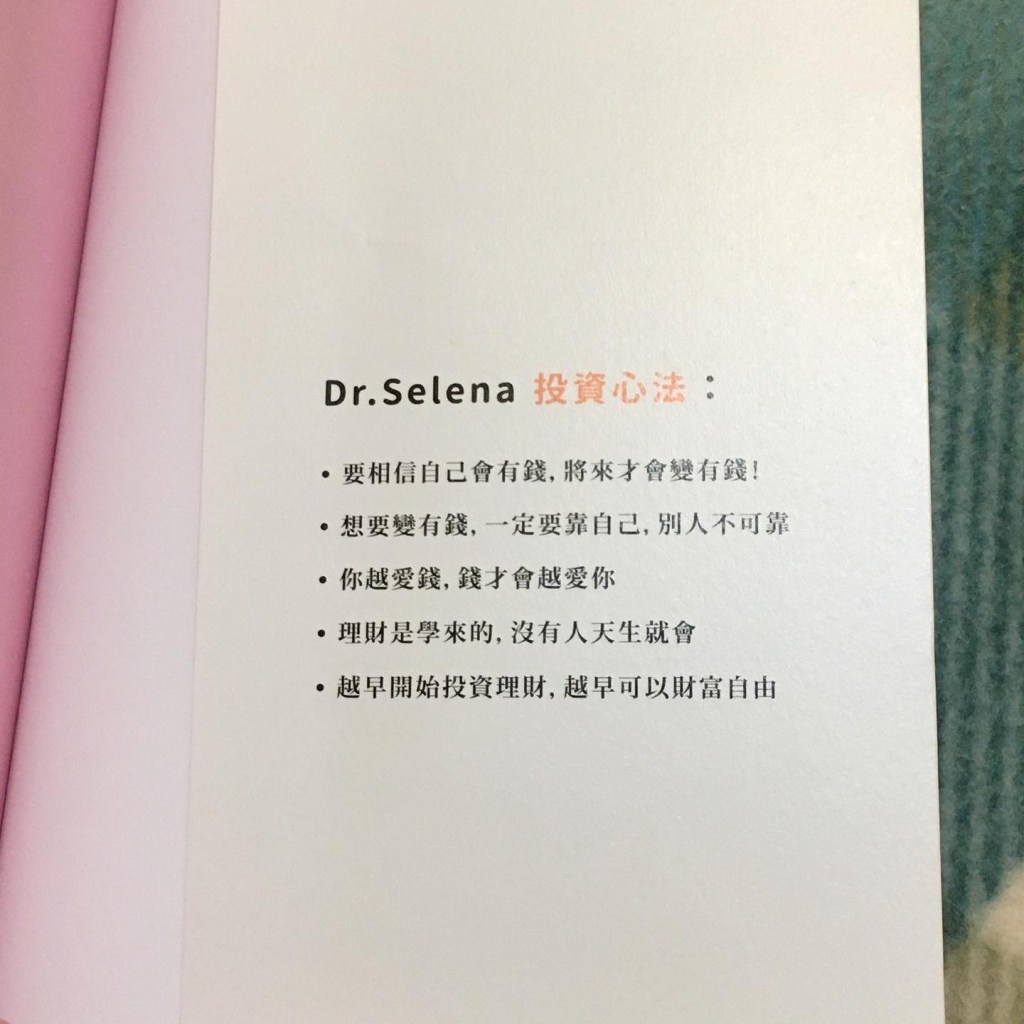 Dr.Selena 投資心法：
• 要相信自己會有錢, 將來才會變有錢!
• 想要變有錢, 一定要靠自己, 別人不可靠
• 你越愛錢, 錢才會越愛你
• 理財是學來的, 沒有人天生就會
• 越早開始投資理財, 越早可以財富自由